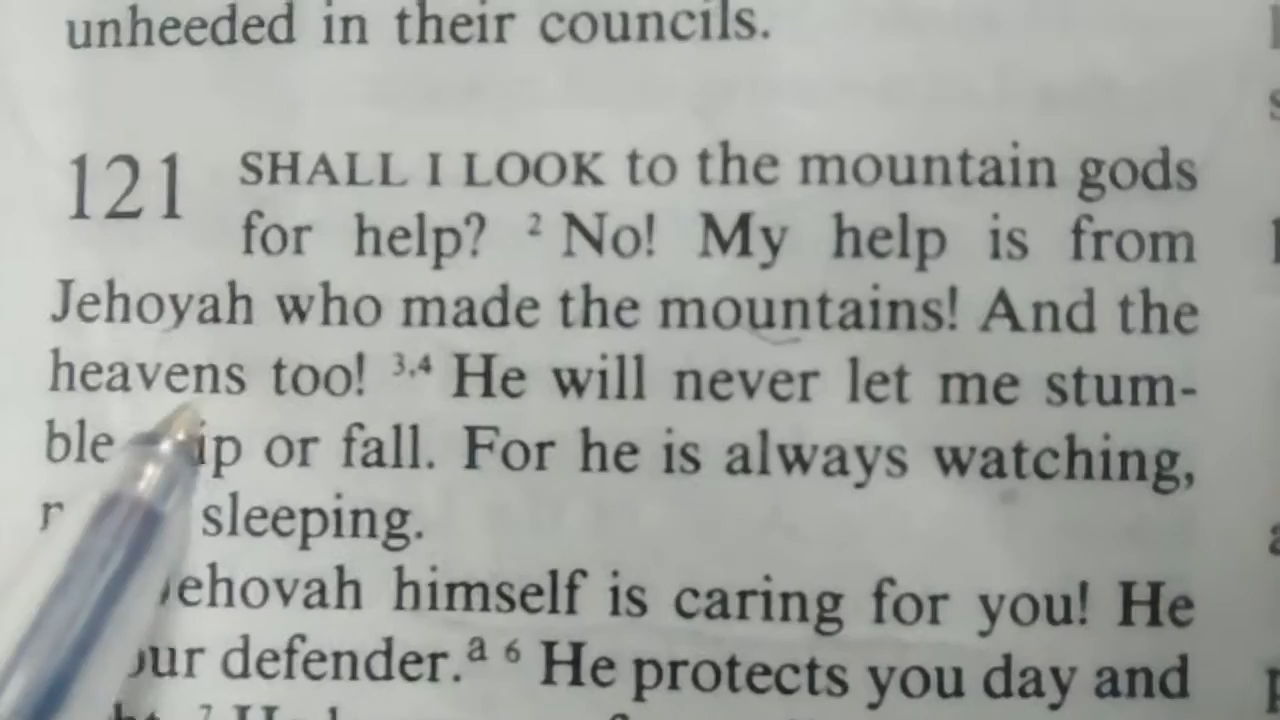 unheeded in their councils.
121 SHALL I LOOK to the mountain gods
for help? 2 No! My help is from
Jehovah who made the mountains! And the
heavens too! 3,4 He will never let me stum-
ble or fall. For he is always watching,
sleeping.
himself is caring for you! He
defender.a 6 He protects you day and
7